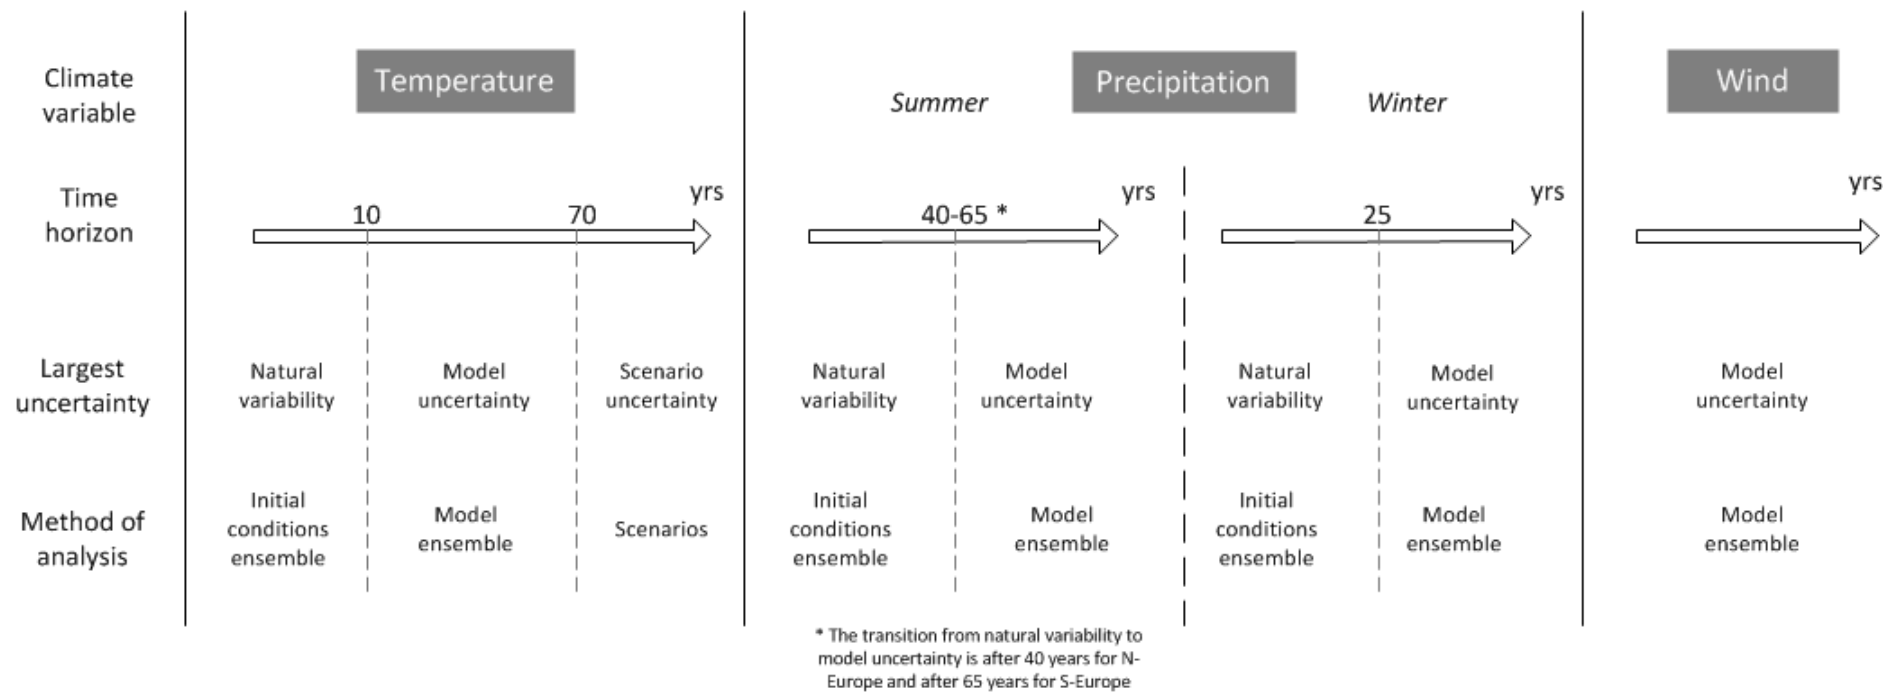 Climate
variable
Temperature
Summer
Precipitation
Winter
Wind
Time
horizon
10
70
yrs
40-65 *
yrs
25
yrs
yrs
Largest
uncertainty
Natural
variability
Model
uncertainty
Scenario
uncertainty
Natural
variability
Model
uncertainty
Natural
variability
Model
uncertainty
Model
uncertainty
Method of
analysis
Initial
conditions
ensemble
Model
ensemble
Scenarios
Initial
conditions
ensemble
Model
ensemble
Initial
conditions
ensemble
Model
ensemble
Model
ensemble
* The transition from natural variability to
model uncertainty is after 40 years for N-
Europe and after 65 years for S-Europe